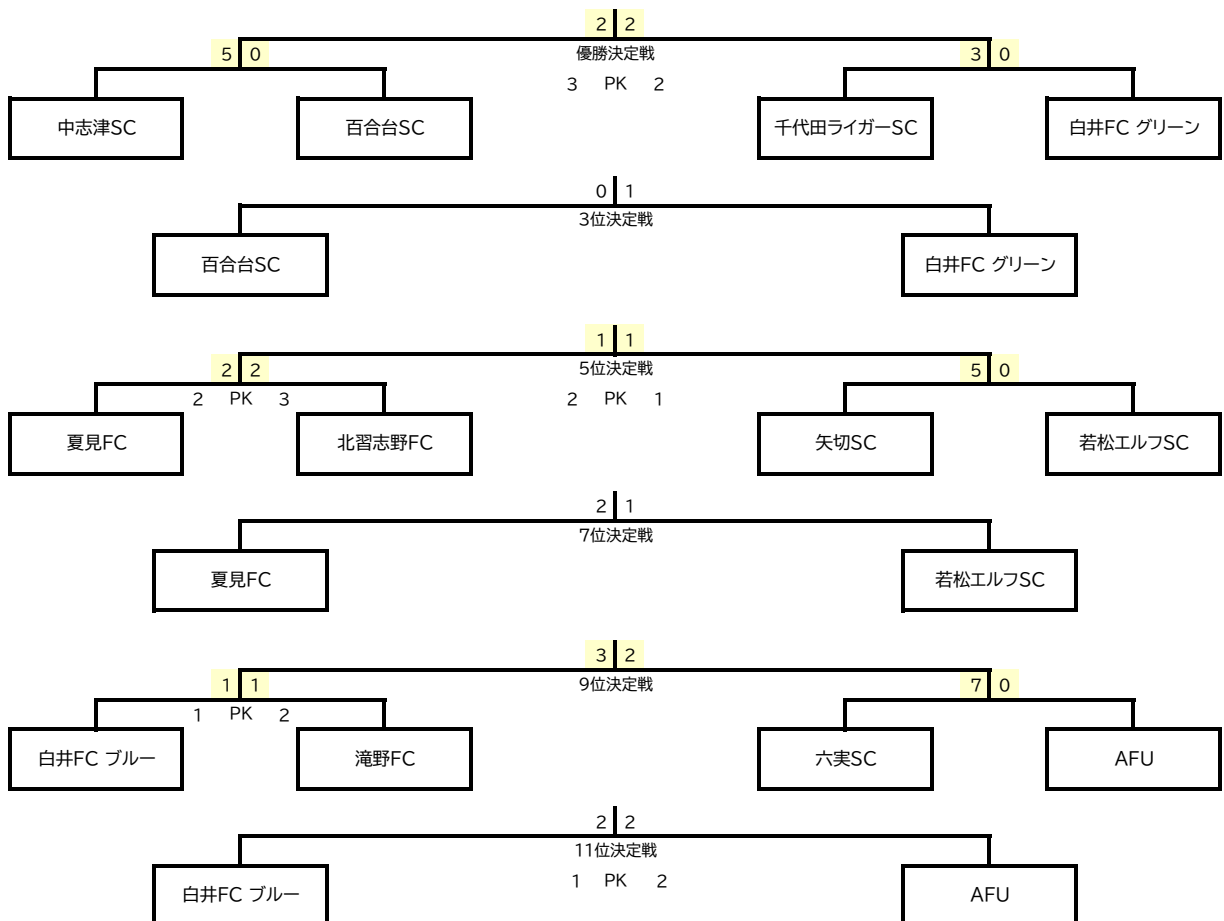 2 2
5 0 優勝決定戦 3 0
3 PK 2
中志津SC 百合台SC 千代田ライガーSC 白井FC グリーン
0 1
3位決定戦
百合台SC 白井FC グリーン
1 1
2 2 5位決定戦 5 0
2 PK 3 2 PK 1
夏見FC 北習志野FC 矢切SC 若松エルフSC
2 1
7位決定戦
夏見FC 若松エルフSC
3 2
1 1 9位決定戦 7 0
1 PK 2
白井FC ブルー 滝野FC 六実SC AFU
2 2
11位決定戦
1 PK 2
白井FC ブルー AFU